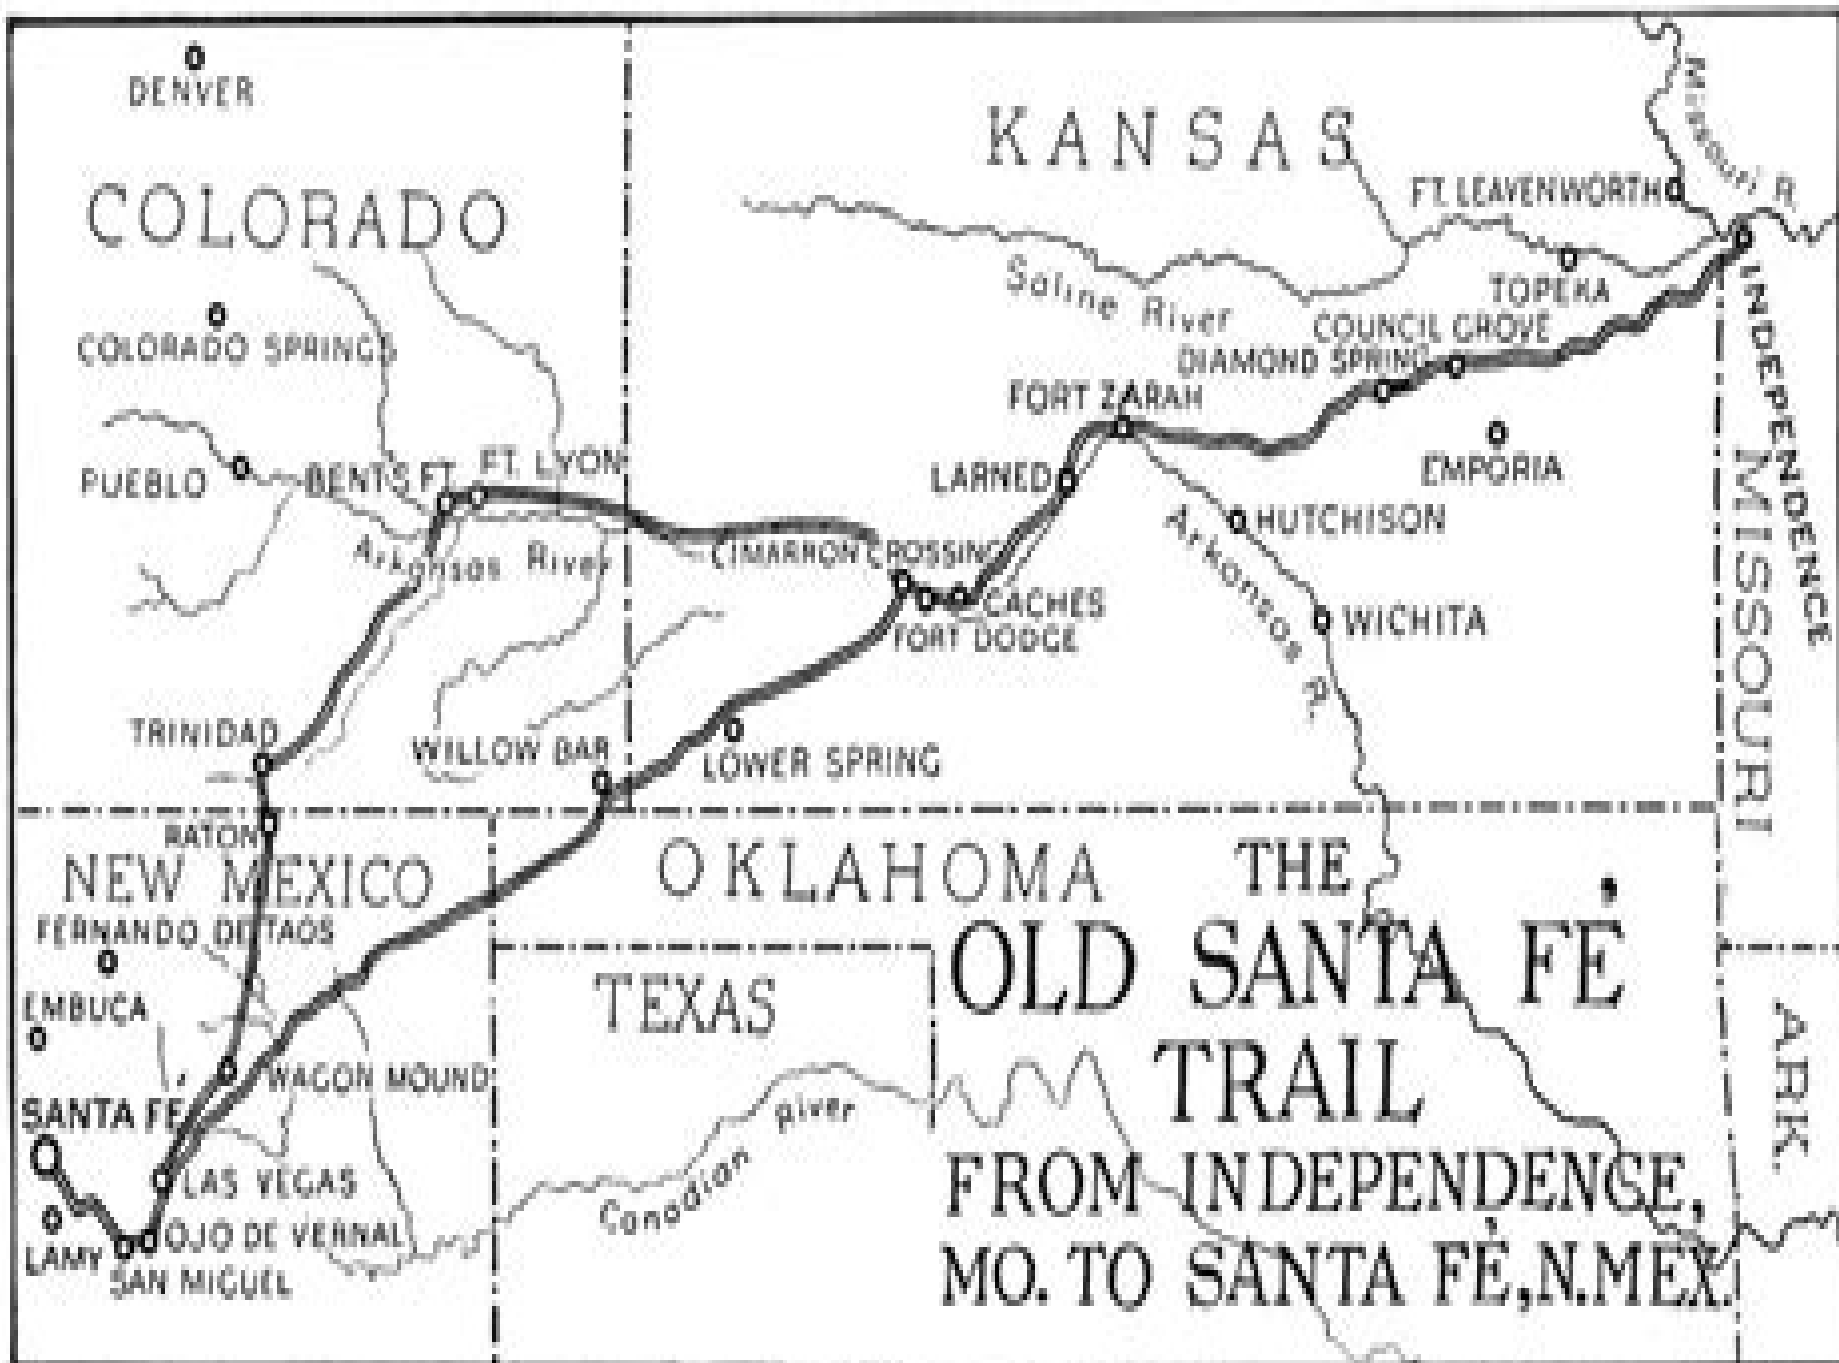 DENVER
KANSAS
Missouri R.
COLORADO
FT. LEAVENWORTH
Saline River
TOPEKA
INDEPENDENCE
COLORADO SPRINGS
COUNCIL GROVE
DIAMOND SPRING
FORT ZARAH
PUEBLO
BENTS FT.
FT. LYON
LARNED
EMPORIA
MISSOURI
HUTCHISON
Arkansas River
CIMARRON CROSSING
Arkansas R.
CACHES
FORT DODGE
WICHITA
TRINIDAD
WILLOW BAR
LOWER SPRING
RATON
NEW MEXICO
OKLAHOMA
FERNANDO DE TAOS
TEXAS
EMBUCA
WAGON MOUND
SANTA FÉ
Canadian River
ARK.
LAS VEGAS
OJO DE VERNAL
LAMY
SAN MIGUEL
THE
OLD SANTA FÉ
TRAIL
FROM INDEPENDENCE,
MO. TO SANTA FÉ, N.MEX.